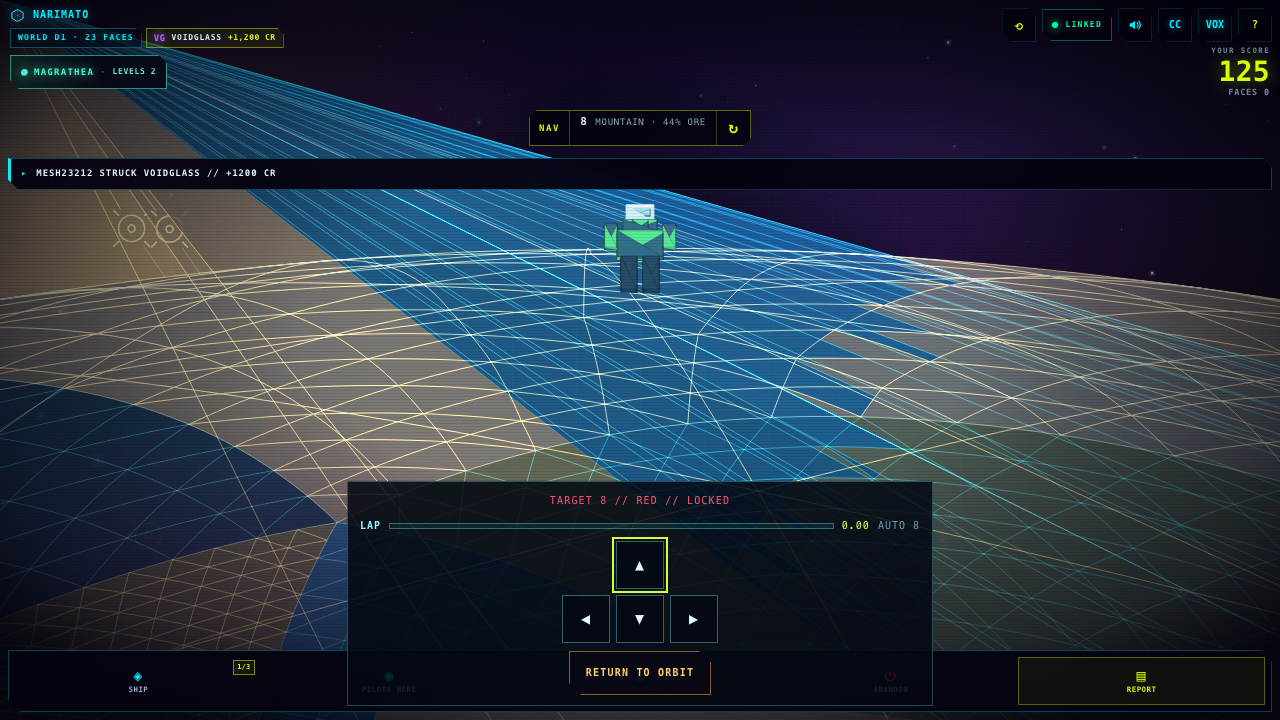 NARIMATO
WORLD D1 · 23 FACES
VG VOIDGLASS +1,200 CR
MAGRATHEA · LEVELS 2
LINKED
CC
VOX
?
YOUR SCORE
125
FACES 0
NAV
8 MOUNTAIN · 44% ORE
MESH23212 STRUCK VOIDGLASS // +1200 CR
TARGET 8 // RED // LOCKED
LAP
0.00 AUTO 8
RETURN TO ORBIT
SHIP
1/3
PILOTS HERE
ABANDON
REPORT